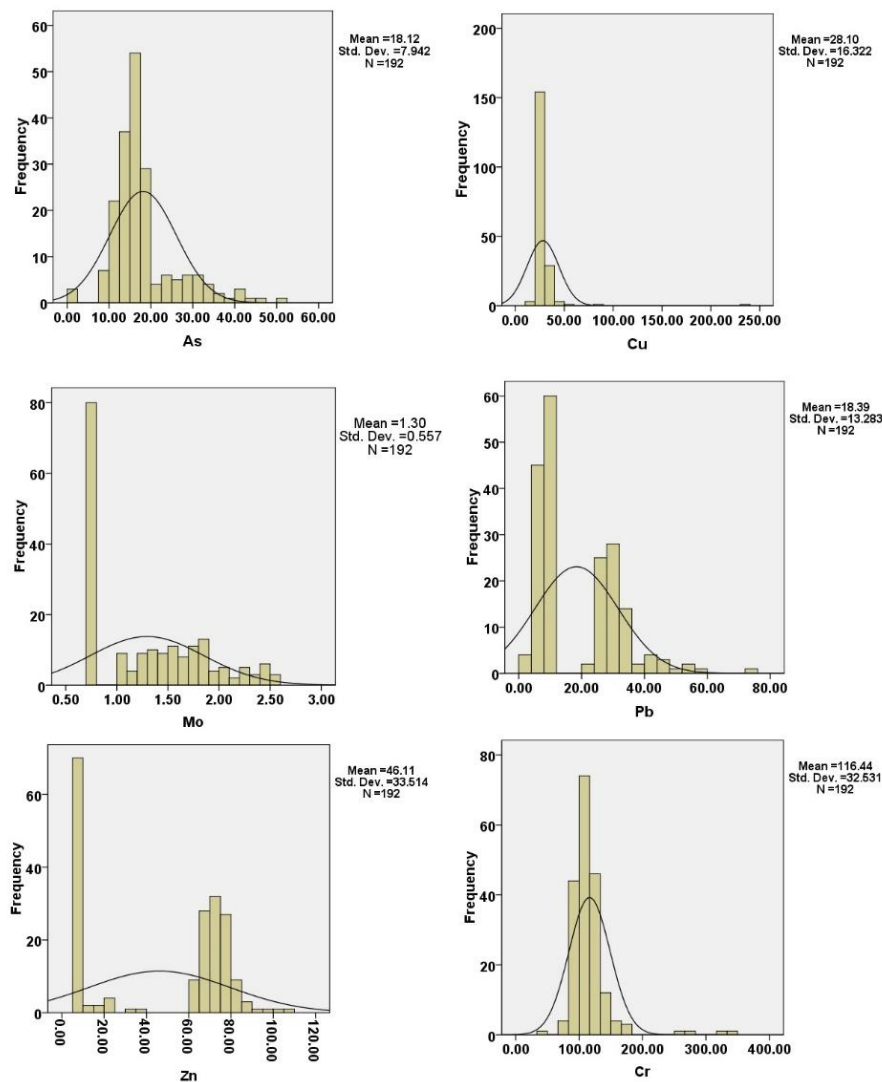 Mean =18.12
Std. Dev. =7.942
N =192
Frequency
60
50
40
30
20
10
0
0.00 10.00 20.00 30.00 40.00 50.00 60.00
As
Mean =28.10
Std. Dev. =16.322
N =192
Frequency
200
150
100
50
0
0.00 50.00 100.00 150.00 200.00 250.00
Cu
Mean =1.30
Std. Dev. =0.557
N =192
Frequency
80
60
40
20
0
0.50 1.00 1.50 2.00 2.50 3.00
Mo
Mean =18.39
Std. Dev. =13.283
N =192
Frequency
60
50
40
30
20
10
0
0.00 20.00 40.00 60.00 80.00
Pb
Mean =46.11
Std. Dev. =33.514
N =192
Frequency
60
40
20
0
0.00 20.00 40.00 60.00 80.00 100.00 120.00
Zn
Mean =116.44
Std. Dev. =32.531
N =192
Frequency
80
60
40
20
0
0.00 100.00 200.00 300.00 400.00
Cr